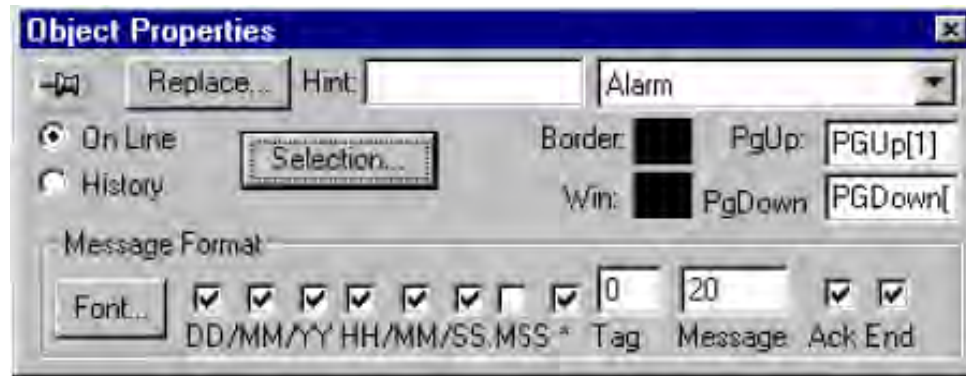 Object Properties
Replace... Hint: Alarm
On Line Selection... Border: PgUp: PGUp[1]
History Win: PgDown PGDown[
Message Format
Font... 0 20
DD/MM/YY HH/MM/SS.MSS * Tag Message Ack End